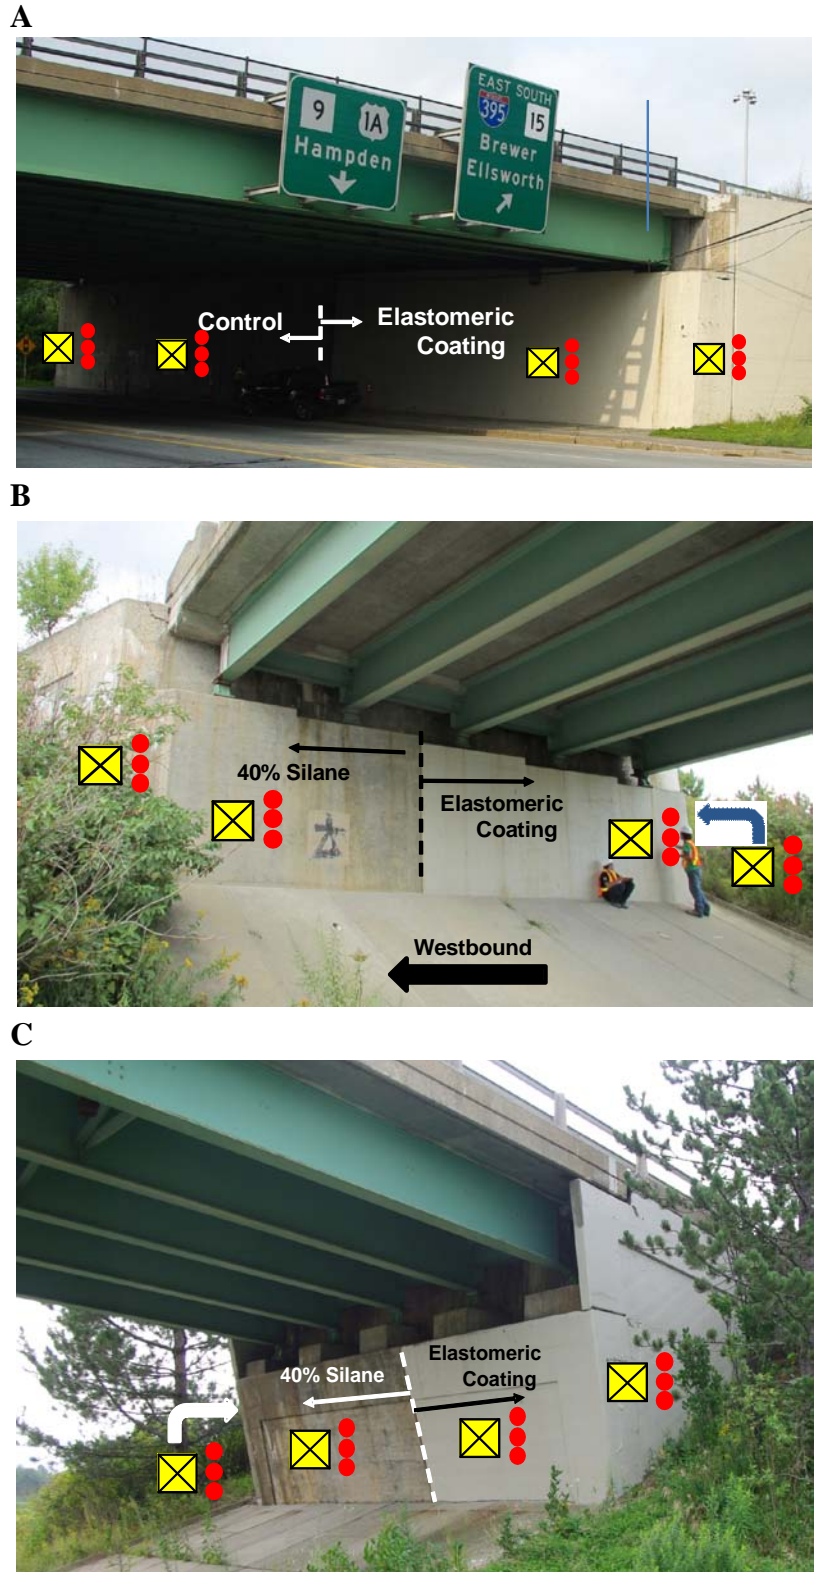 A
9
1A
Hampden
EAST SOUTH
395
15
Brewer
Ellsworth
Control
Elastomeric
Coating
B
40% Silane
Elastomeric
Coating
Westbound
C
40% Silane
Elastomeric
Coating